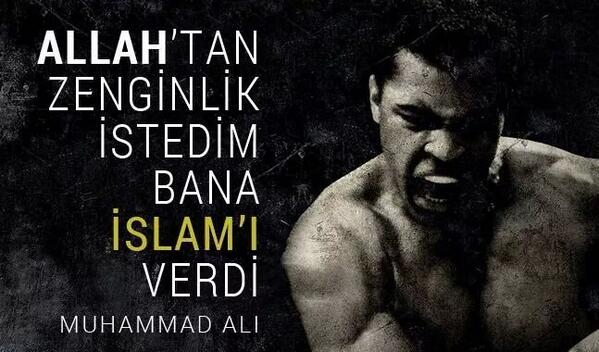 ALLAH'TAN
ZENGİNLİK
İSTEDİM
BANA
İSLAM'I
VERDİ
MUHAMMAD ALI